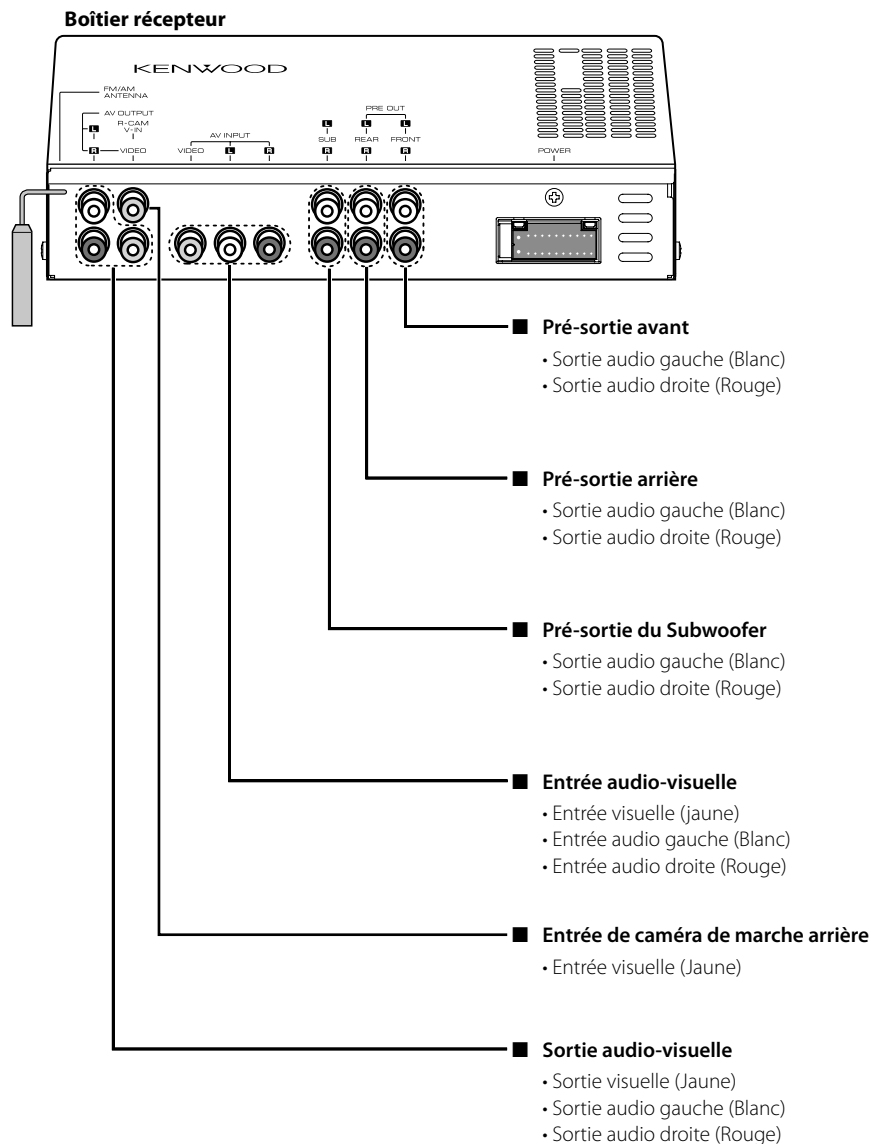 Boîtier récepteur
KENWOOD
FM/AM
ANTENNA
AV OUTPUT
R-CAM
V-IN
L
R
VIDEO
AV INPUT
VIDEO
L
R
PRE OUT
L
L
L
SUB
REAR
FRONT
R
R
R
POWER
■ Pré-sortie avant
• Sortie audio gauche (Blanc)
• Sortie audio droite (Rouge)
■ Pré-sortie arrière
• Sortie audio gauche (Blanc)
• Sortie audio droite (Rouge)
■ Pré-sortie du Subwoofer
• Sortie audio gauche (Blanc)
• Sortie audio droite (Rouge)
■ Entrée audio-visuelle
• Entrée visuelle (jaune)
• Entrée audio gauche (Blanc)
• Entrée audio droite (Rouge)
■ Entrée de caméra de marche arrière
• Entrée visuelle (Jaune)
■ Sortie audio-visuelle
• Sortie visuelle (Jaune)
• Sortie audio gauche (Blanc)
• Sortie audio droite (Rouge)